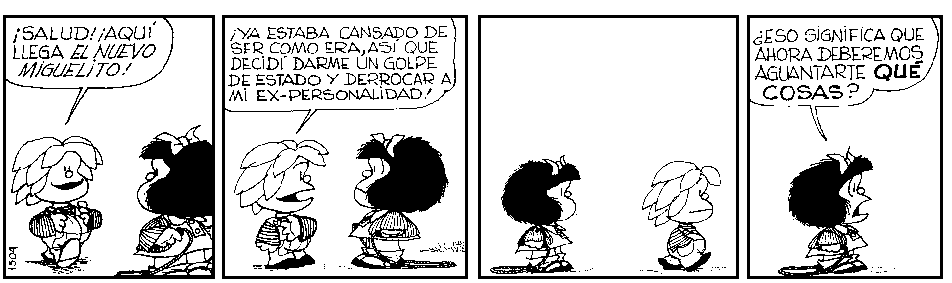 ¡SALUD! ¡AQUÍ
LLEGA EL NUEVO
MIGUELITO!
¡YA ESTABA CANSADO DE
SER COMO ERA, ASÍ QUE
DECIDÍ DARME UN GOLPE
DE ESTADO Y DERROCAR A
MI EX-PERSONALIDAD!
¿ESO SIGNIFICA QUE
AHORA DEBEREMOS
AGUANTARTE QUÉ
COSAS?
1504